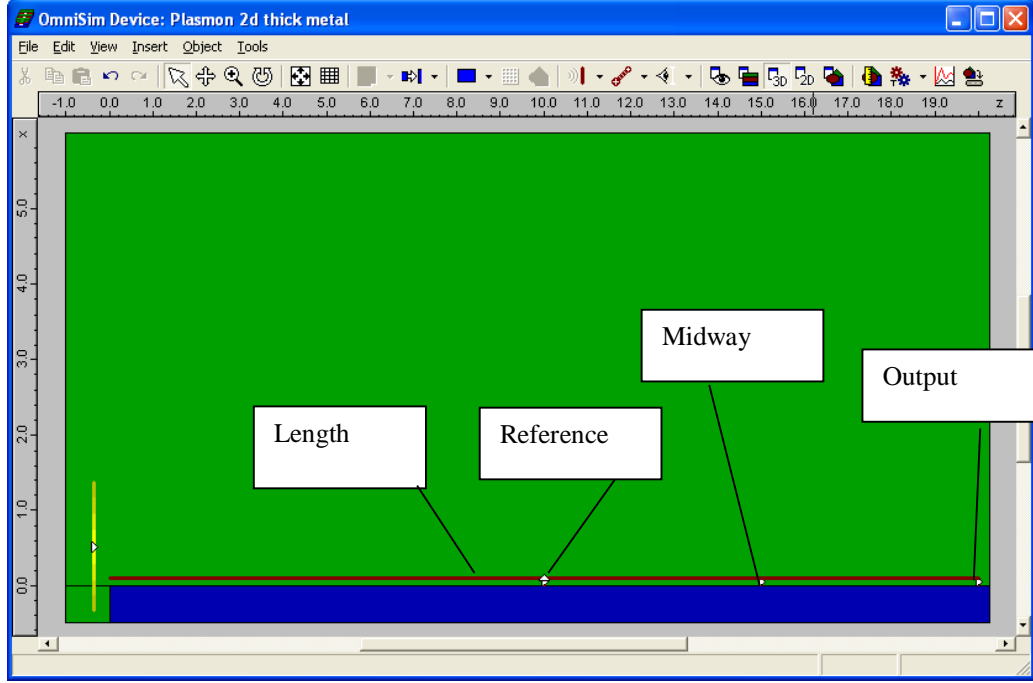 OmniSim Device: Plasmon 2d thick metal
File Edit View Insert Object Tools
3D 2D
-1.0 0.0 1.0 2.0 3.0 4.0 5.0 6.0 7.0 8.0 9.0 10.0 11.0 12.0 13.0 14.0 15.0 16.0 17.0 18.0 19.0 z
x
5.0
4.0
3.0
2.0
1.0
0.0
Midway
Output
Length
Reference